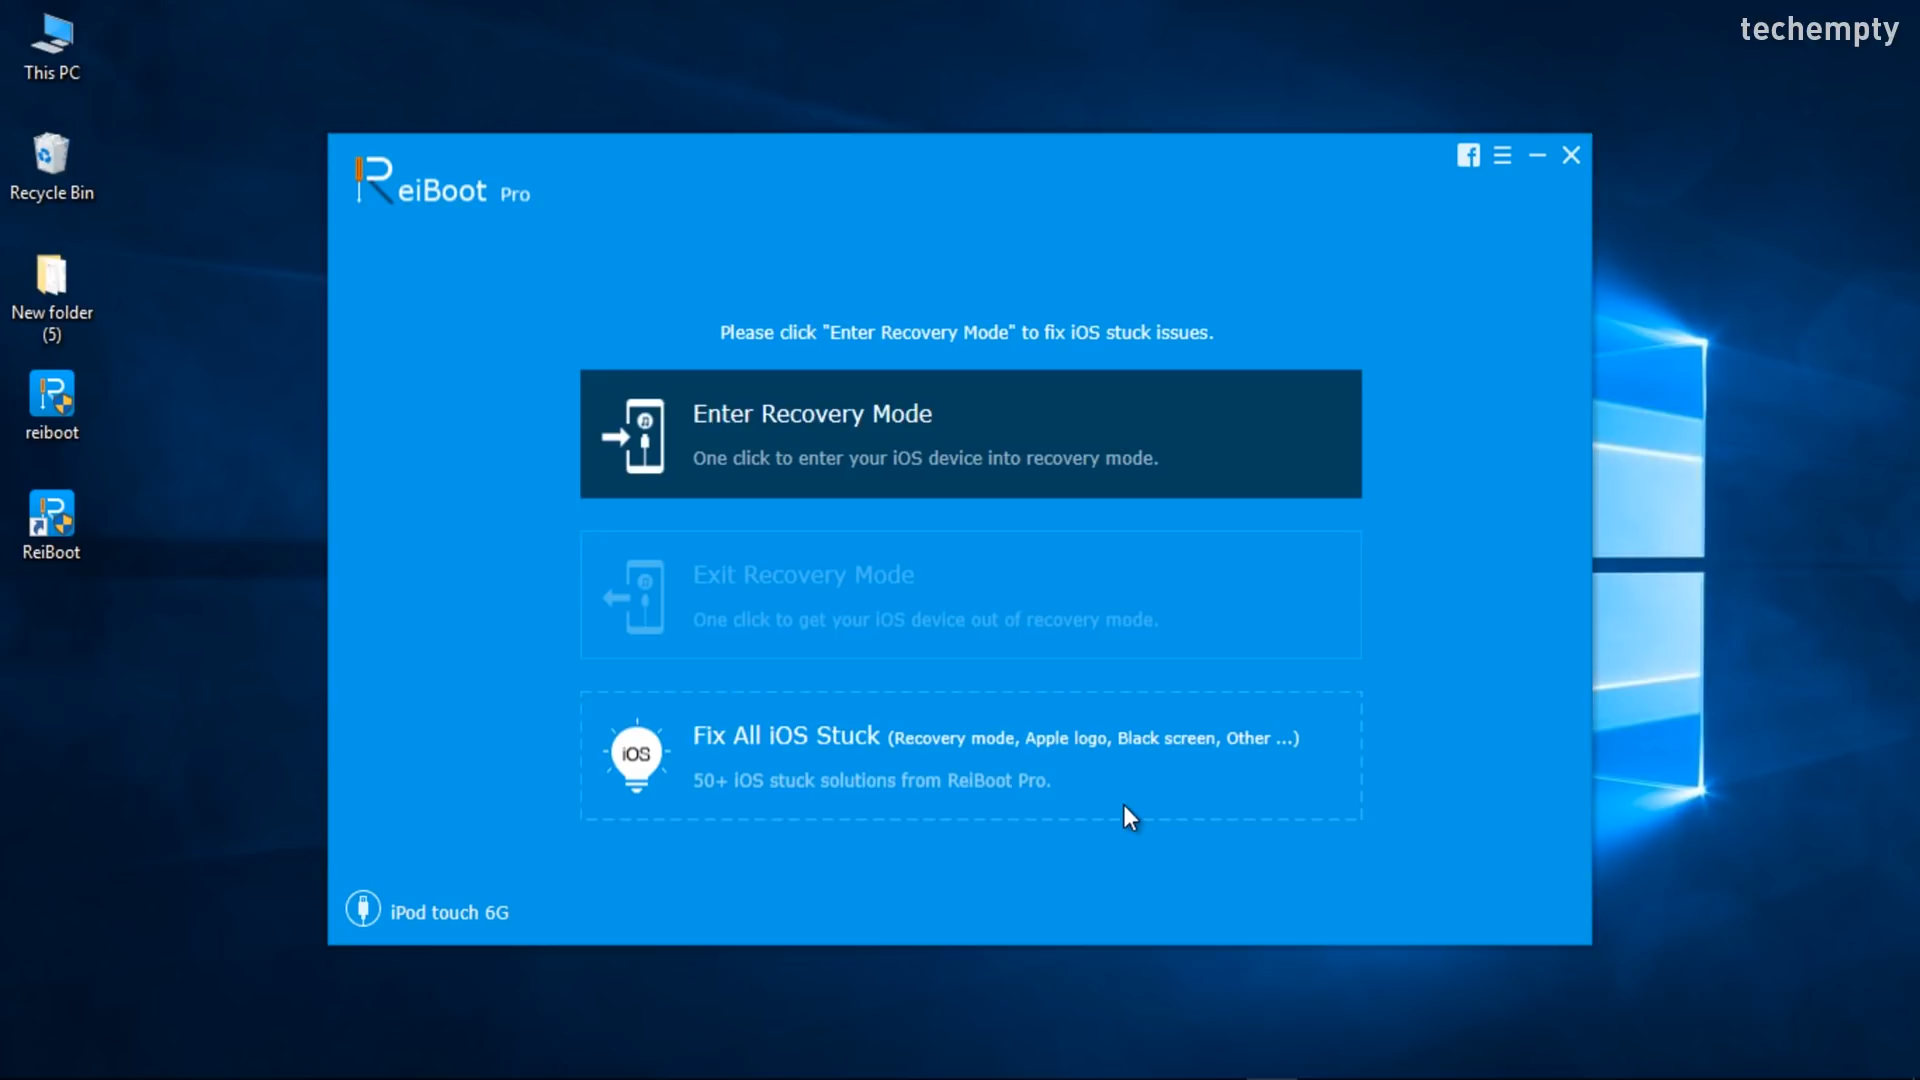 techempty
This PC
Recycle Bin
New folder
(5)
reiboot
ReiBoot
ReiBoot Pro
Please click "Enter Recovery Mode" to fix iOS stuck issues.
Enter Recovery Mode
One click to enter your iOS device into recovery mode.
Exit Recovery Mode
One click to get your iOS device out of recovery mode.
iOS
Fix All iOS Stuck (Recovery mode, Apple logo, Black screen, Other ...)
50+ iOS stuck solutions from ReiBoot Pro.
iPod touch 6G